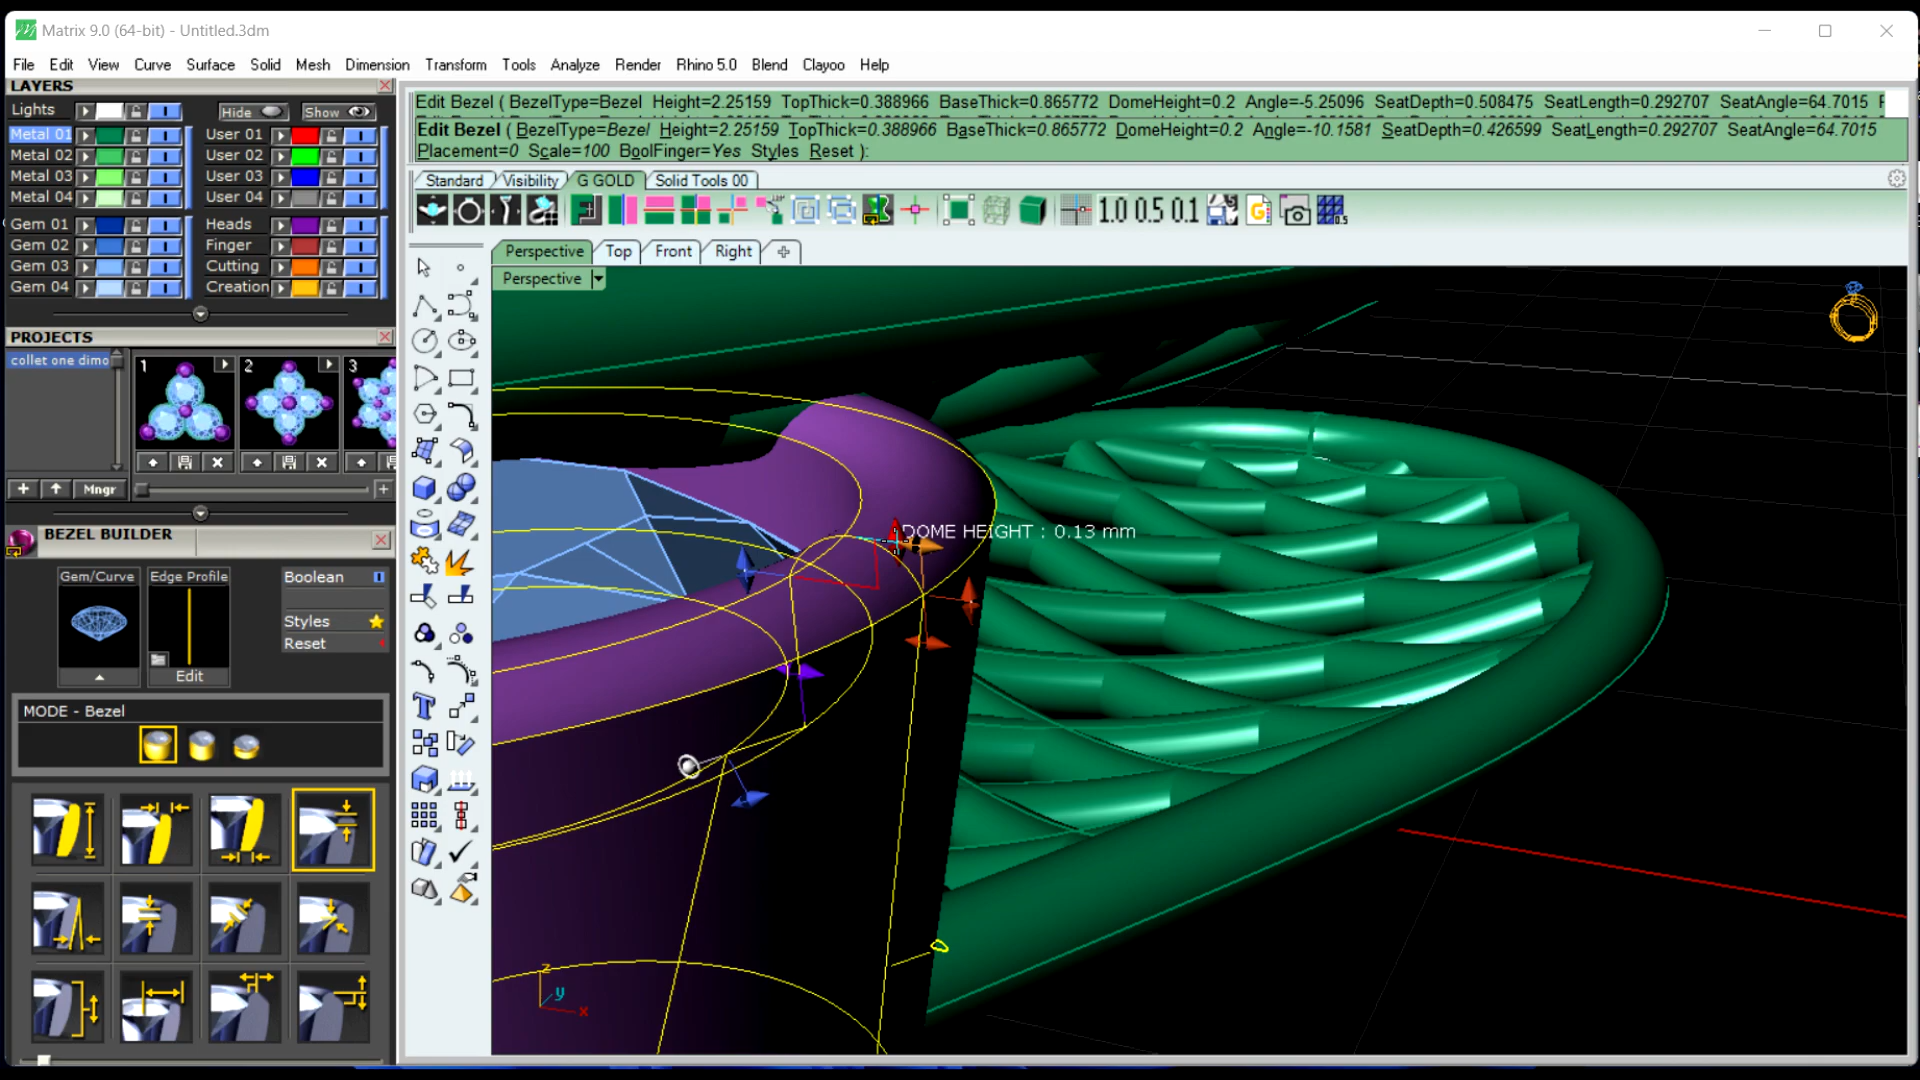 Matrix 9.0 (64-bit) - Untitled.3dm
File Edit View Curve Surface Solid Mesh Dimension Transform Tools Analyze Render Rhino 5.0 Blend Clayoo Help
LAYERS
Lights Hide Show
Metal 01 User 01
Metal 02 User 02
Metal 03 User 03
Metal 04 User 04
Gem 01 Heads
Gem 02 Finger
Gem 03 Cutting
Gem 04 Creation
PROJECTS
collet one dimo
1 2 3
Mngr
BEZEL BUILDER
Gem/Curve Edge Profile Boolean
Styles
Reset
Edit
MODE - Bezel
Edit Bezel ( BezelType=Bezel Height=2.25159 TopThick=0.388966 BaseThick=0.865772 DomeHeight=0.2 Angle=-5.25096 SeatDepth=0.508475 SeatLength=0.292707 SeatAngle=64.7015
Edit Bezel ( BezelType=Bezel Height=2.25159 TopThick=0.388966 BaseThick=0.865772 DomeHeight=0.2 Angle=-10.1581 SeatDepth=0.426599 SeatLength=0.292707 SeatAngle=64.7015
Placement=0 Scale=100 BoolFinger=Yes Styles Reset ):
Standard Visibility G GOLD Solid Tools 00
1.0 0.5 0.1 G 0.5
Perspective Top Front Right
Perspective
DOME HEIGHT : 0.13 mm
z
y
x